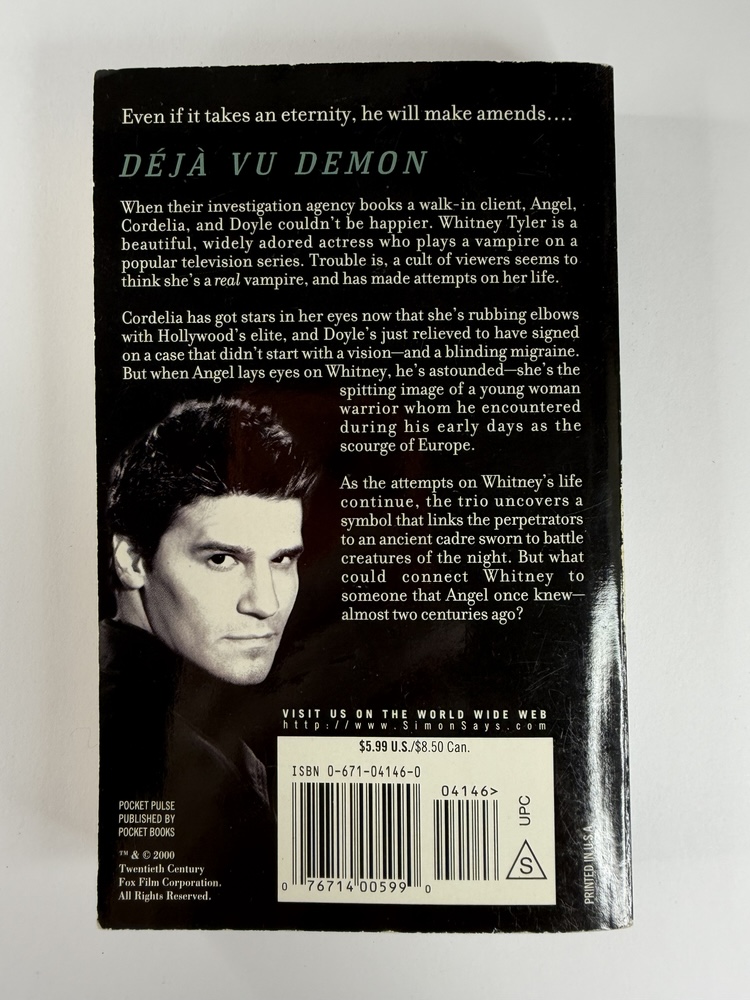 Even if it takes an eternity, he will make amends....
DÉJÀ VU DEMON
When their investigation agency books a walk-in client, Angel,
Cordelia, and Doyle couldn't be happier. Whitney Tyler is a
beautiful, widely adored actress who plays a vampire on a
popular television series. Trouble is, a cult of viewers seems to
think she's a real vampire, and has made attempts on her life.
Cordelia has got stars in her eyes now that she's rubbing elbows
with Hollywood's elite, and Doyle's just relieved to have signed
on a case that didn't start with a vision—and a blinding migraine.
But when Angel lays eyes on Whitney, he's astounded—she's the
spitting image of a young woman
warrior whom he encountered
during his early days as the
scourge of Europe.
As the attempts on Whitney's life
continue, the trio uncovers a
symbol that links the perpetrators
to an ancient cadre sworn to battle
creatures of the night. But what
could connect Whitney to
someone that Angel once knew—
almost two centuries ago?
VISIT US ON THE WORLD WIDE WEB
http://www.SimonSays.com
$5.99 U.S./$8.50 Can.
ISBN 0-671-04146-0
04146>
UPC
S
0 76714 00599 0
POCKET PULSE
PUBLISHED BY
POCKET BOOKS
™ & © 2000
Twentieth Century
Fox Film Corporation.
All Rights Reserved.
PRINTED IN U.S.A.